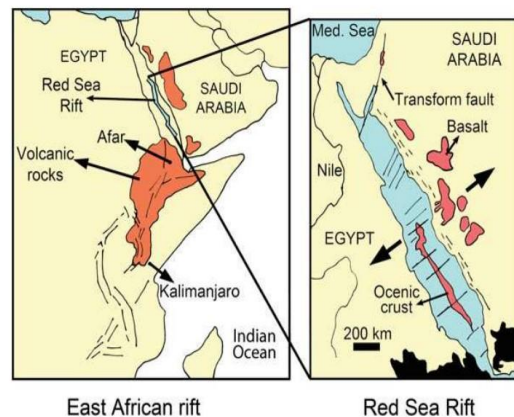 EGYPT
Red Sea
Rift
SAUDI
ARABIA
Afar
Volcanic
rocks
Kalimanjaro
Indian
Ocean
East African rift
Med. Sea
SAUDI
ARABIA
Transform fault
Basalt
Nile
EGYPT
Ocenic
crust
200 km
Red Sea Rift